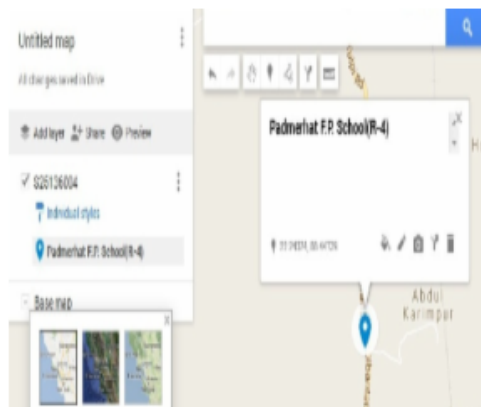 Untitled map
All changes saved in Drive
Add layer Share Preview
S25136004
Individual styles
Padmerhat F.P. School(R-4)
Base map
Padmerhat F.P. School(R-4)
Abdul
Karimpur